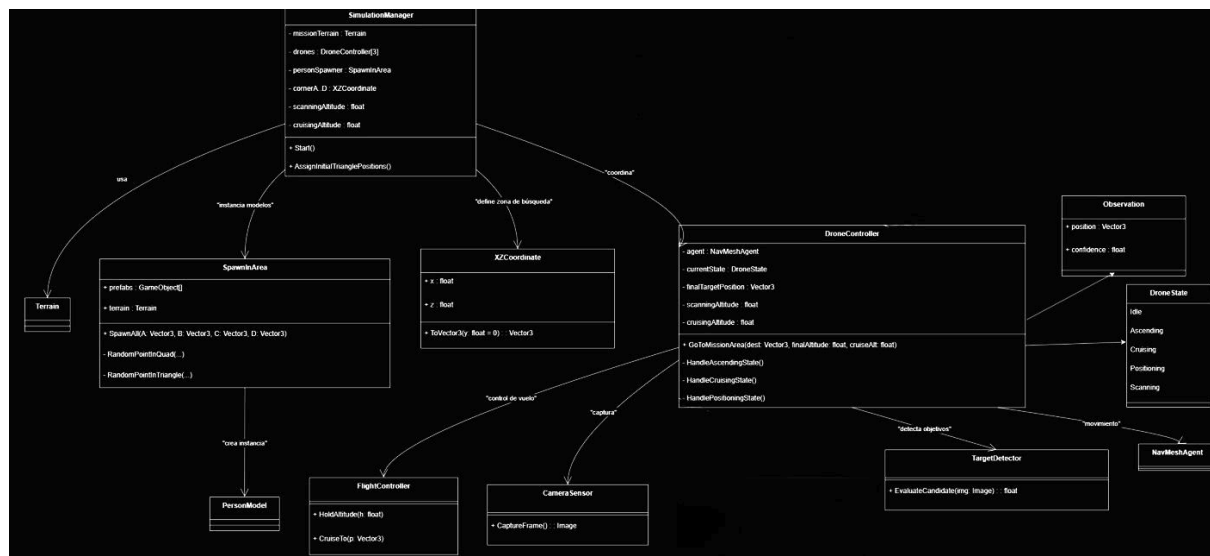 SimulationManager
- missionTerrain : Terrain
- drones : DroneController[3]
- personSpawner : SpawnInArea
- cornerA..D : XZCoordinate
- scanningAltitude : float
- cruisingAltitude : float
+ Start()
+ AssignInitialTrianglePositions()
usa
"instancia modelos"
"define zona de búsqueda"
"coordina"
Terrain
SpawnInArea
+ prefabs : GameObject[]
+ terrain : Terrain
+ SpawnAll(A: Vector3, B: Vector3, C: Vector3, D: Vector3)
- RandomPointInQuad(...)
- RandomPointInTriangle(...)
XZCoordinate
+ x : float
+ z : float
+ ToVector3(y: float = 0) : : Vector3
DroneController
- agent : NavMeshAgent
- currentState : DroneState
- finalTargetPosition : Vector3
- scanningAltitude : float
- cruisingAltitude : float
+ GoToMissionArea(dest: Vector3, finalAltitude: float, cruiseAlt: float)
- HandleAscendingState()
- HandleCruisingState()
- HandlePositioningState()
Observation
+ position : Vector3
+ confidence : float
DroneState
Idle
Ascending
Cruising
Positioning
Scanning
"crea instancia"
"control de vuelo"
"captura"
"detecta objetivos"
"movimiento"
PersonModel
FlightController
+ HoldAltitude(h: float)
+ CruiseTo(p: Vector3)
CameraSensor
+ CaptureFrame() : : Image
TargetDetector
+ EvaluateCandidate(img: Image) : : float
NavMeshAgent